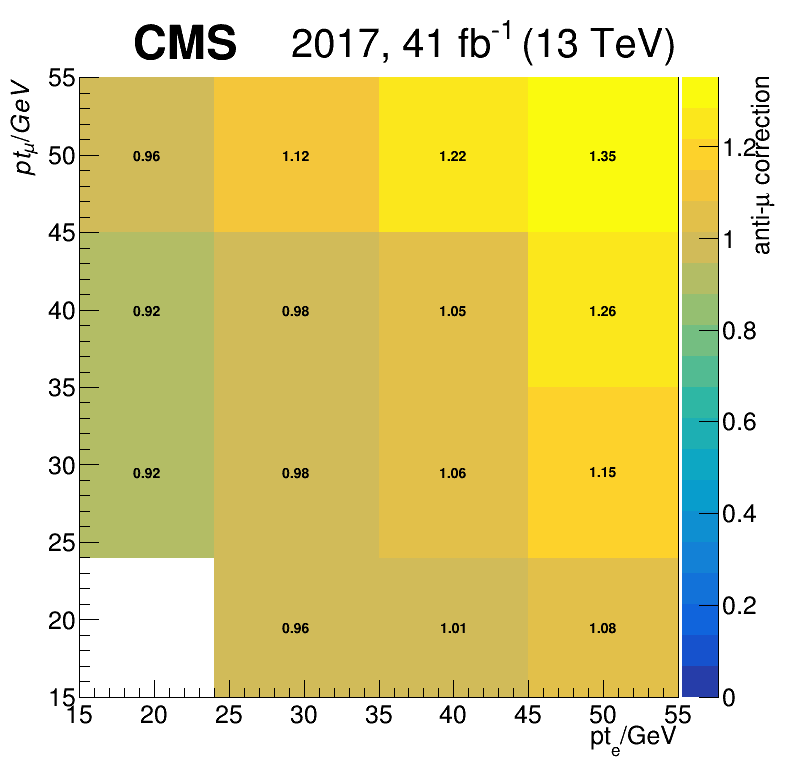 CMS 2017, 41 fb-1 (13 TeV)
ptμ/GeV
55
50
45
40
35
30
25
20
15
0.96 1.12 1.22 1.35
0.92 0.98 1.05 1.26
0.92 0.98 1.06 1.15
0.96 1.01 1.08
15 20 25 30 35 40 45 50 55
pte/GeV
1.2
1
0.8
0.6
0.4
0.2
0
anti-μ correction